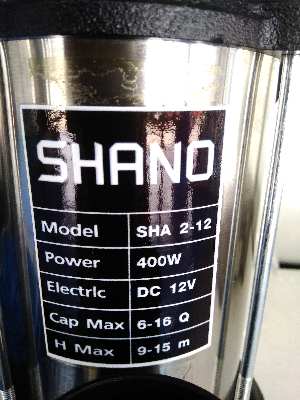 SHANO
Model SHA 2-12
Power 400W
Electric DC 12V
Cap Max 6-16 Q
H Max 9-15 m